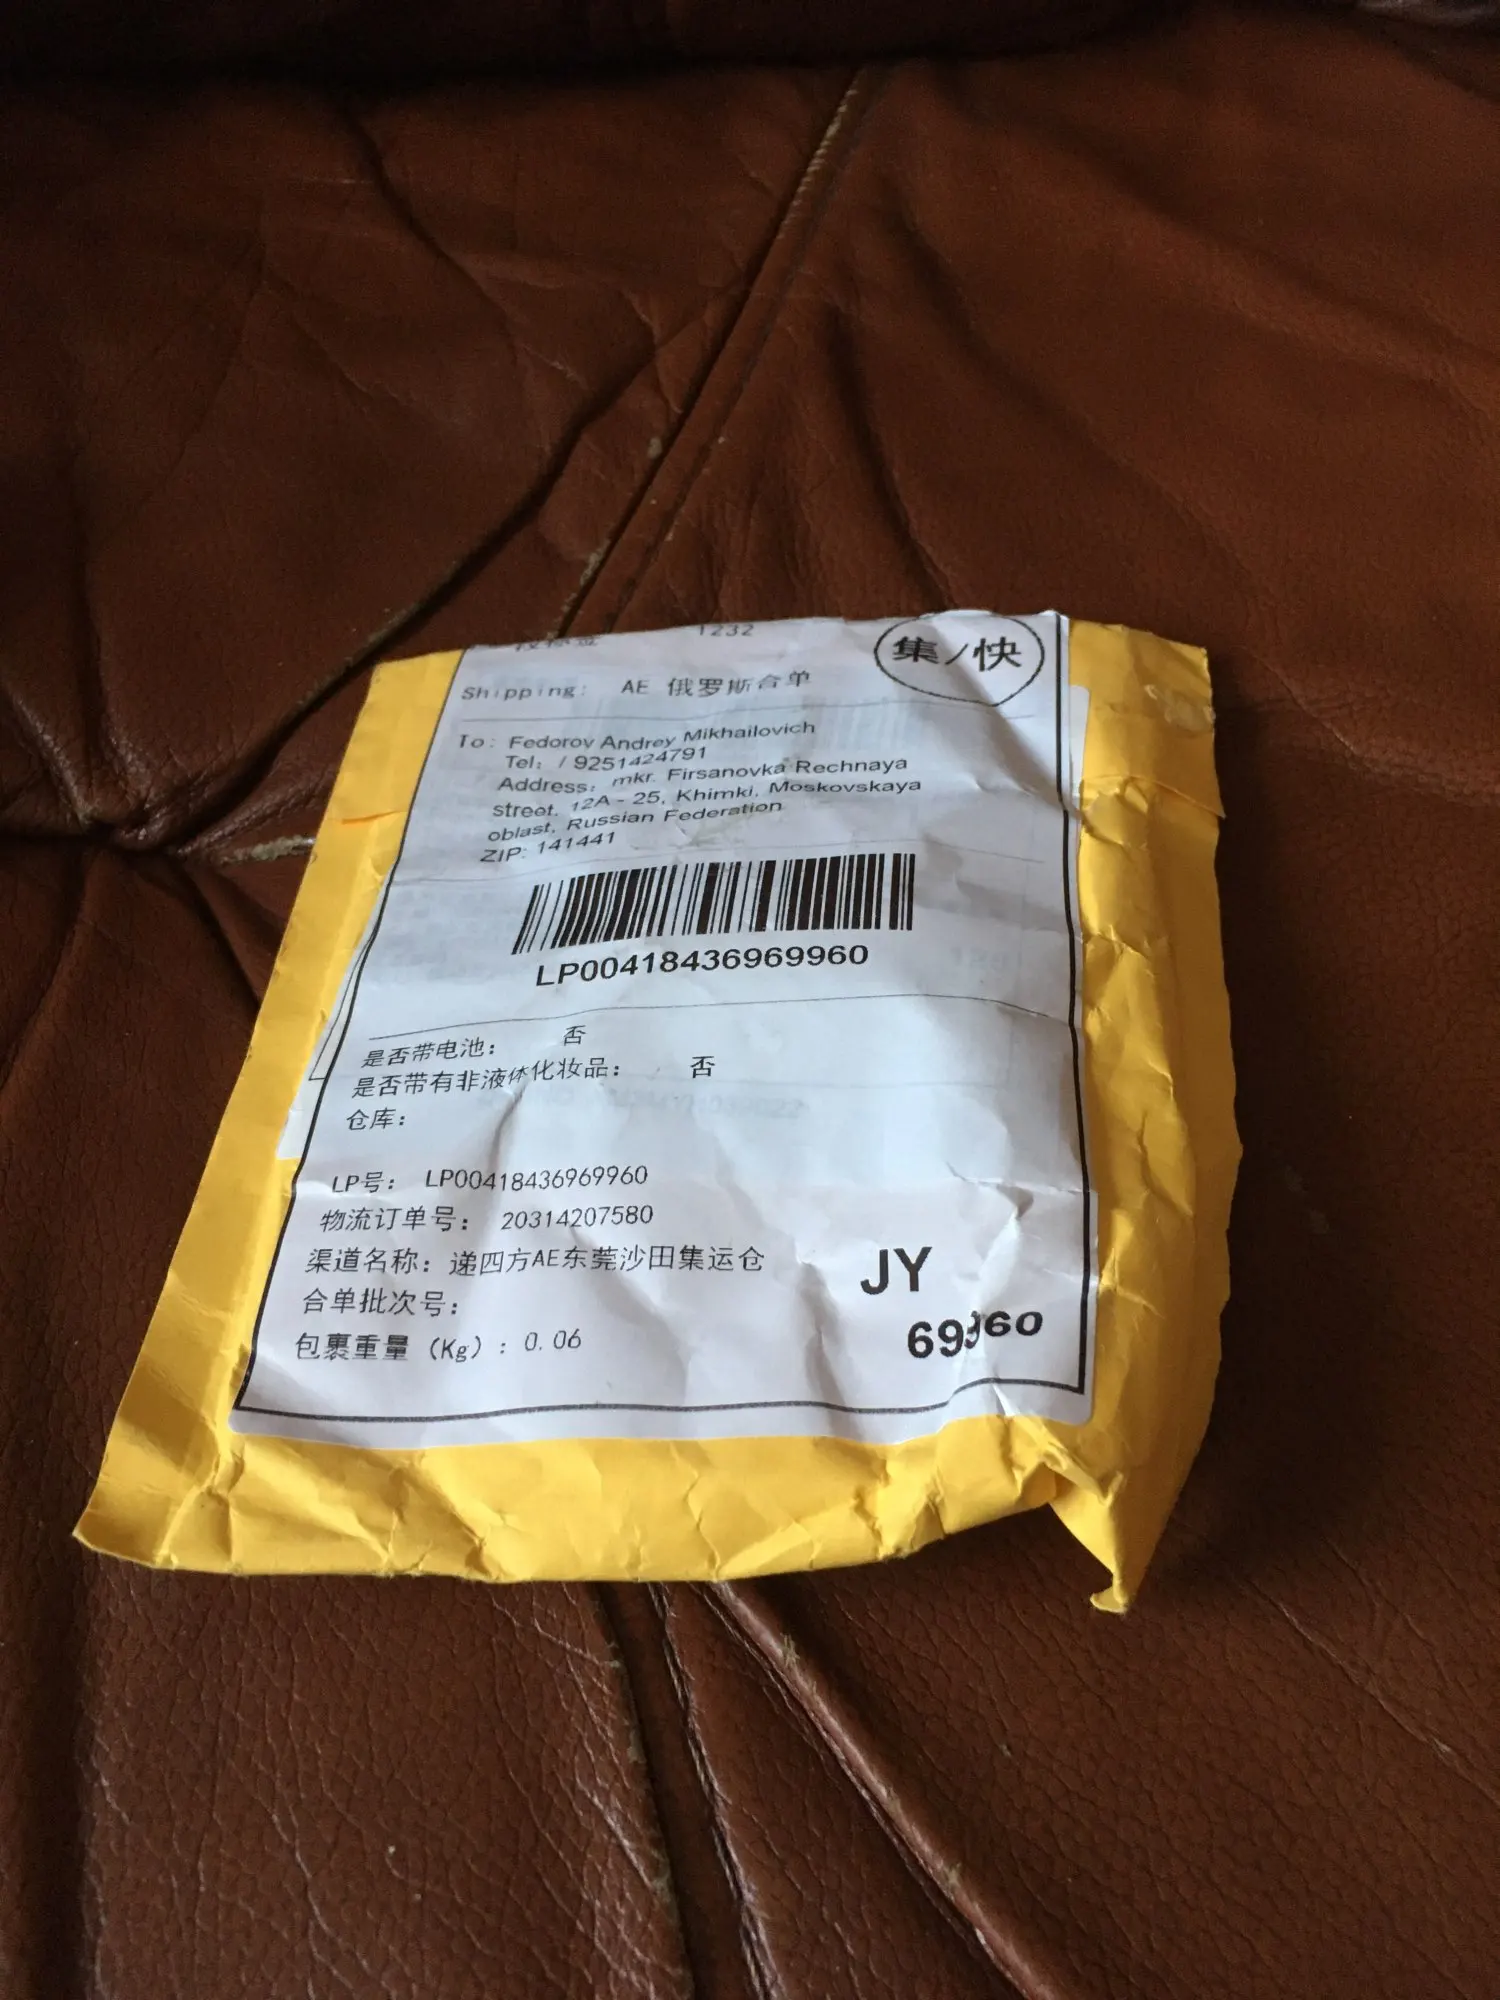 1232
集/快
Shipping: AE 俄罗斯合单
To: Fedorov Andrey Mikhailovich
Tel: / 9251424791
Address: mkr. Firsanovka Rechnaya
street. 12A - 25, Khimki, Moskovskaya
oblast, Russian Federation
ZIP: 141441
LP00418436969960
是否带电池： 否
是否带有非液体化妆品： 否
仓库：
LP号： LP00418436969960
物流订单号： 20314207580
渠道名称：递四方AE东莞沙田集运仓
合单批次号：
包裹重量（Kg）：0.06
JY
69960